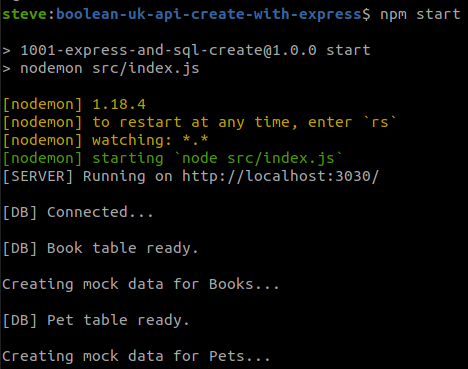 steve:boolean-uk-api-create-with-express$ npm start
> 1001-express-and-sql-create@1.0.0 start
> nodemon src/index.js
[nodemon] 1.18.4
[nodemon] to restart at any time, enter `rs`
[nodemon] watching: *.*
[nodemon] starting `node src/index.js`
[SERVER] Running on http://localhost:3030/
[DB] Connected...
[DB] Book table ready.
Creating mock data for Books...
[DB] Pet table ready.
Creating mock data for Pets...